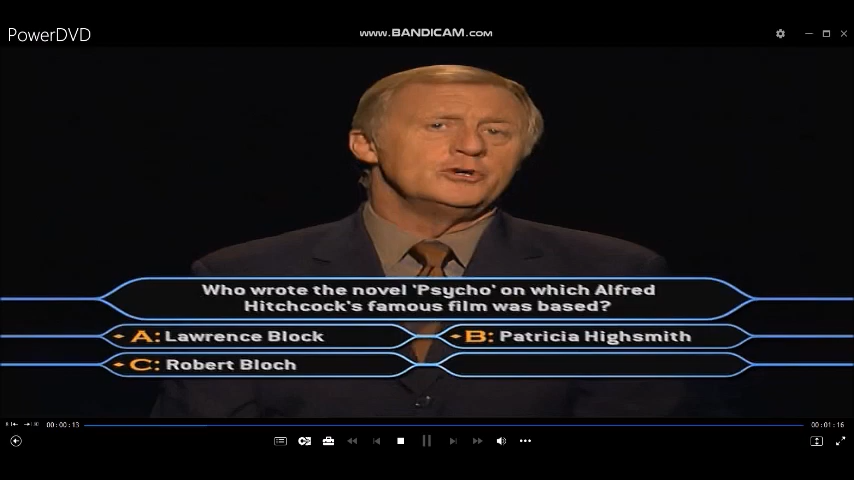 PowerDVD
www.BANDICAM.com
Who wrote the novel 'Psycho' on which Alfred
Hitchcock's famous film was based?
A: Lawrence Block
B: Patricia Highsmith
C: Robert Bloch
00:00:13
00:01:16